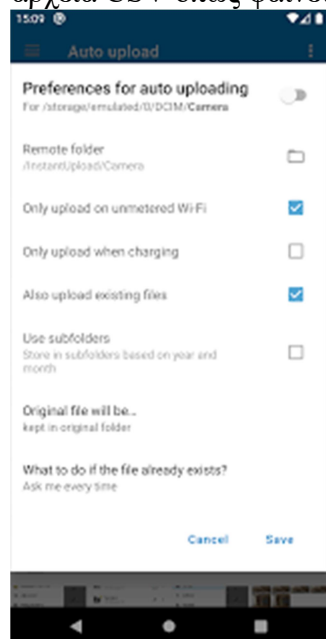 15:09
Auto upload
Preferences for auto uploading
For /storage/emulated/0/DCIM/Camera
Remote folder
/InstantUpload/Camera
Only upload on unmetered Wi-Fi
Only upload when charging
Also upload existing files
Use subfolders
Store in subfolders based on year and
month
Original file will be...
kept in original folder
What to do if the file already exists?
Ask me every time
Cancel Save